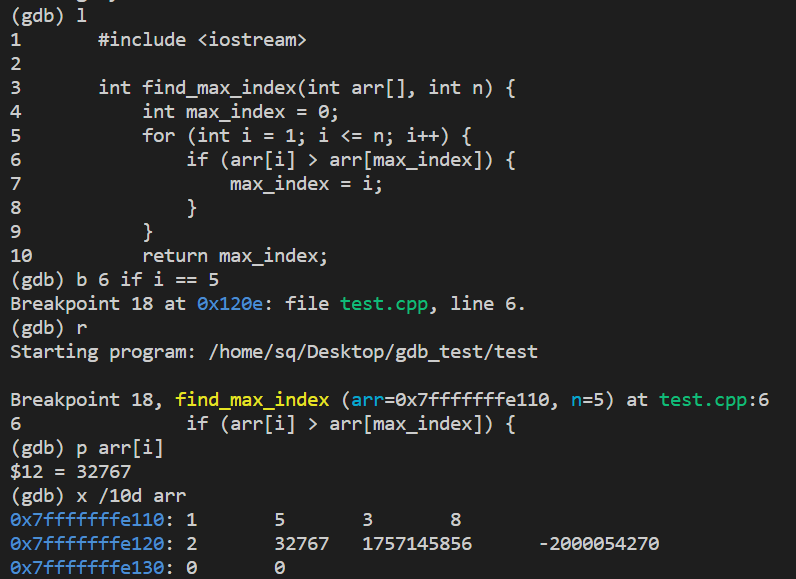 (gdb) l
1       #include <iostream>
2
3       int find_max_index(int arr[], int n) {
4           int max_index = 0;
5           for (int i = 1; i <= n; i++) {
6               if (arr[i] > arr[max_index]) {
7                   max_index = i;
8               }
9           }
10          return max_index;
(gdb) b 6 if i == 5
Breakpoint 18 at 0x120e: file test.cpp, line 6.
(gdb) r
Starting program: /home/sq/Desktop/gdb_test/test
Breakpoint 18, find_max_index (arr=0x7fffffffe110, n=5) at test.cpp:6
6               if (arr[i] > arr[max_index]) {
(gdb) p arr[i]
$12 = 32767
(gdb) x /10d arr
0x7fffffffe110: 1       5       3       8
0x7fffffffe120: 2       32767   1757145856      -2000054270
0x7fffffffe130: 0       0